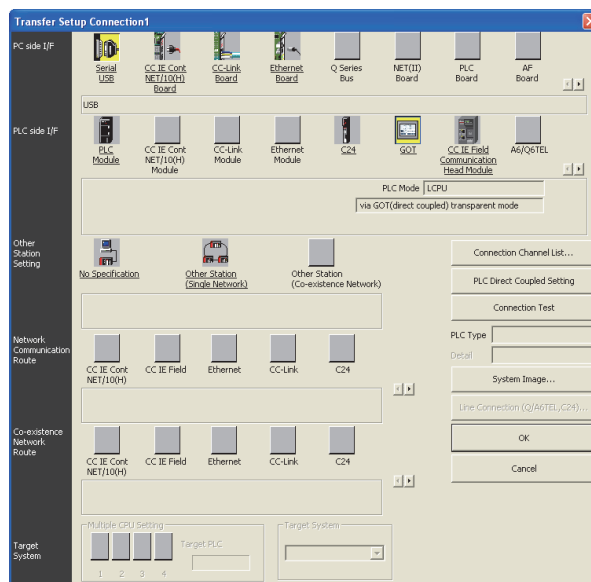 Transfer Setup Connection1
PC side I/F
Serial
USB
CC IE Cont
NET/10(H)
Board
CC-Link
Board
Ethernet
Board
Q Series
Bus
NET(II)
Board
PLC
Board
AF
Board
USB
PLC side I/F
PLC
Module
CC IE Cont
NET/10(H)
Module
CC-Link
Module
Ethernet
Module
C24
GOT
CC IE Field
Communication
Head Module
A6/Q6TEL
PLC Mode LCPU
via GOT(direct coupled) transparent mode
Other
Station
Setting
No Specification
Other Station
(Single Network)
Other Station
(Co-existence Network)
Connection Channel List...
PLC Direct Coupled Setting
Connection Test
PLC Type
Detail
System Image...
Line Connection (Q/A6TEL,C24)...
OK
Cancel
Network
Communication
Route
CC IE Cont
NET/10(H)
CC IE Field
Ethernet
CC-Link
C24
Co-existence
Network
Route
CC IE Cont
NET/10(H)
CC IE Field
Ethernet
CC-Link
C24
Target
System
Multiple CPU Setting
1 2 3 4
Target PLC
Target System